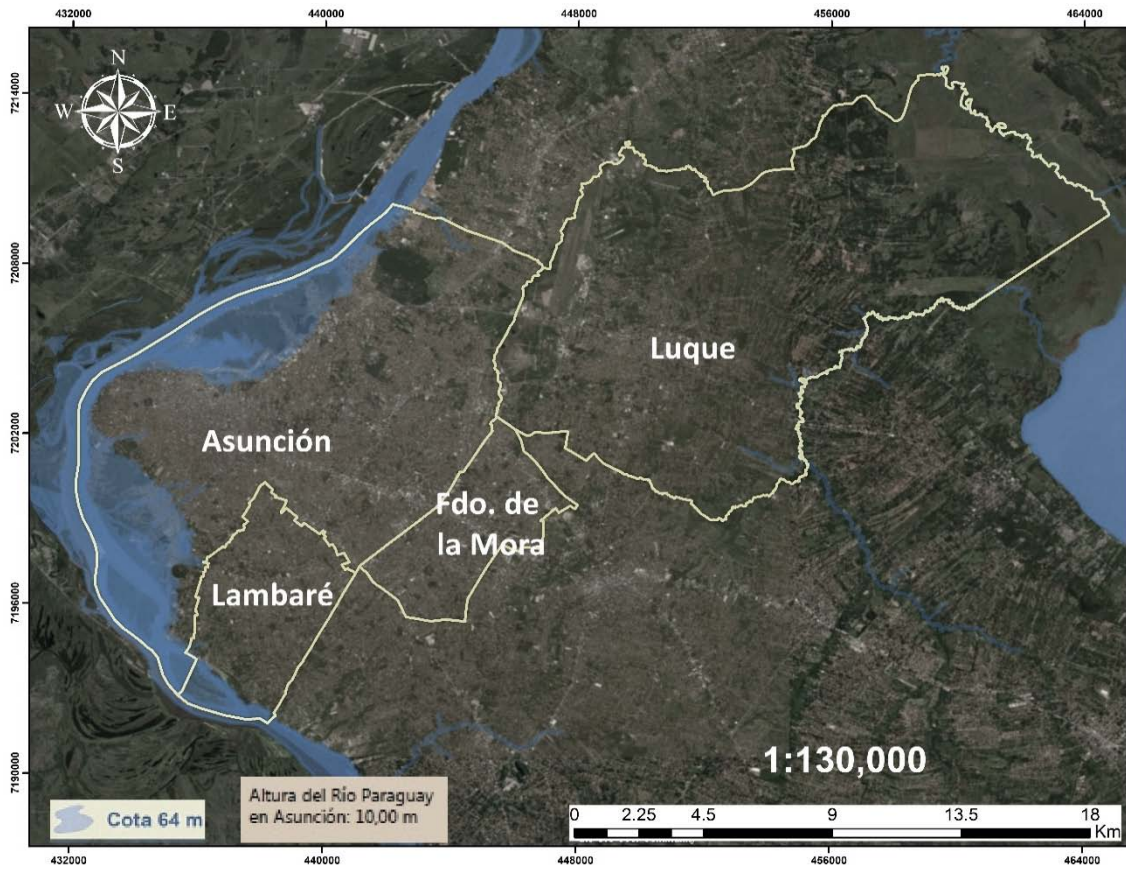 432000
440000
448000
456000
464000
N
W
E
S
7214000
7208000
7202000
7196000
7190000
Luque
Asunción
Fdo. de
la Mora
Lambaré
1:130,000
Cota 64 m
Altura del Río Paraguay
en Asunción: 10,00 m
0 2.25 4.5 9 13.5 18
Km
432000
440000
448000
456000
464000